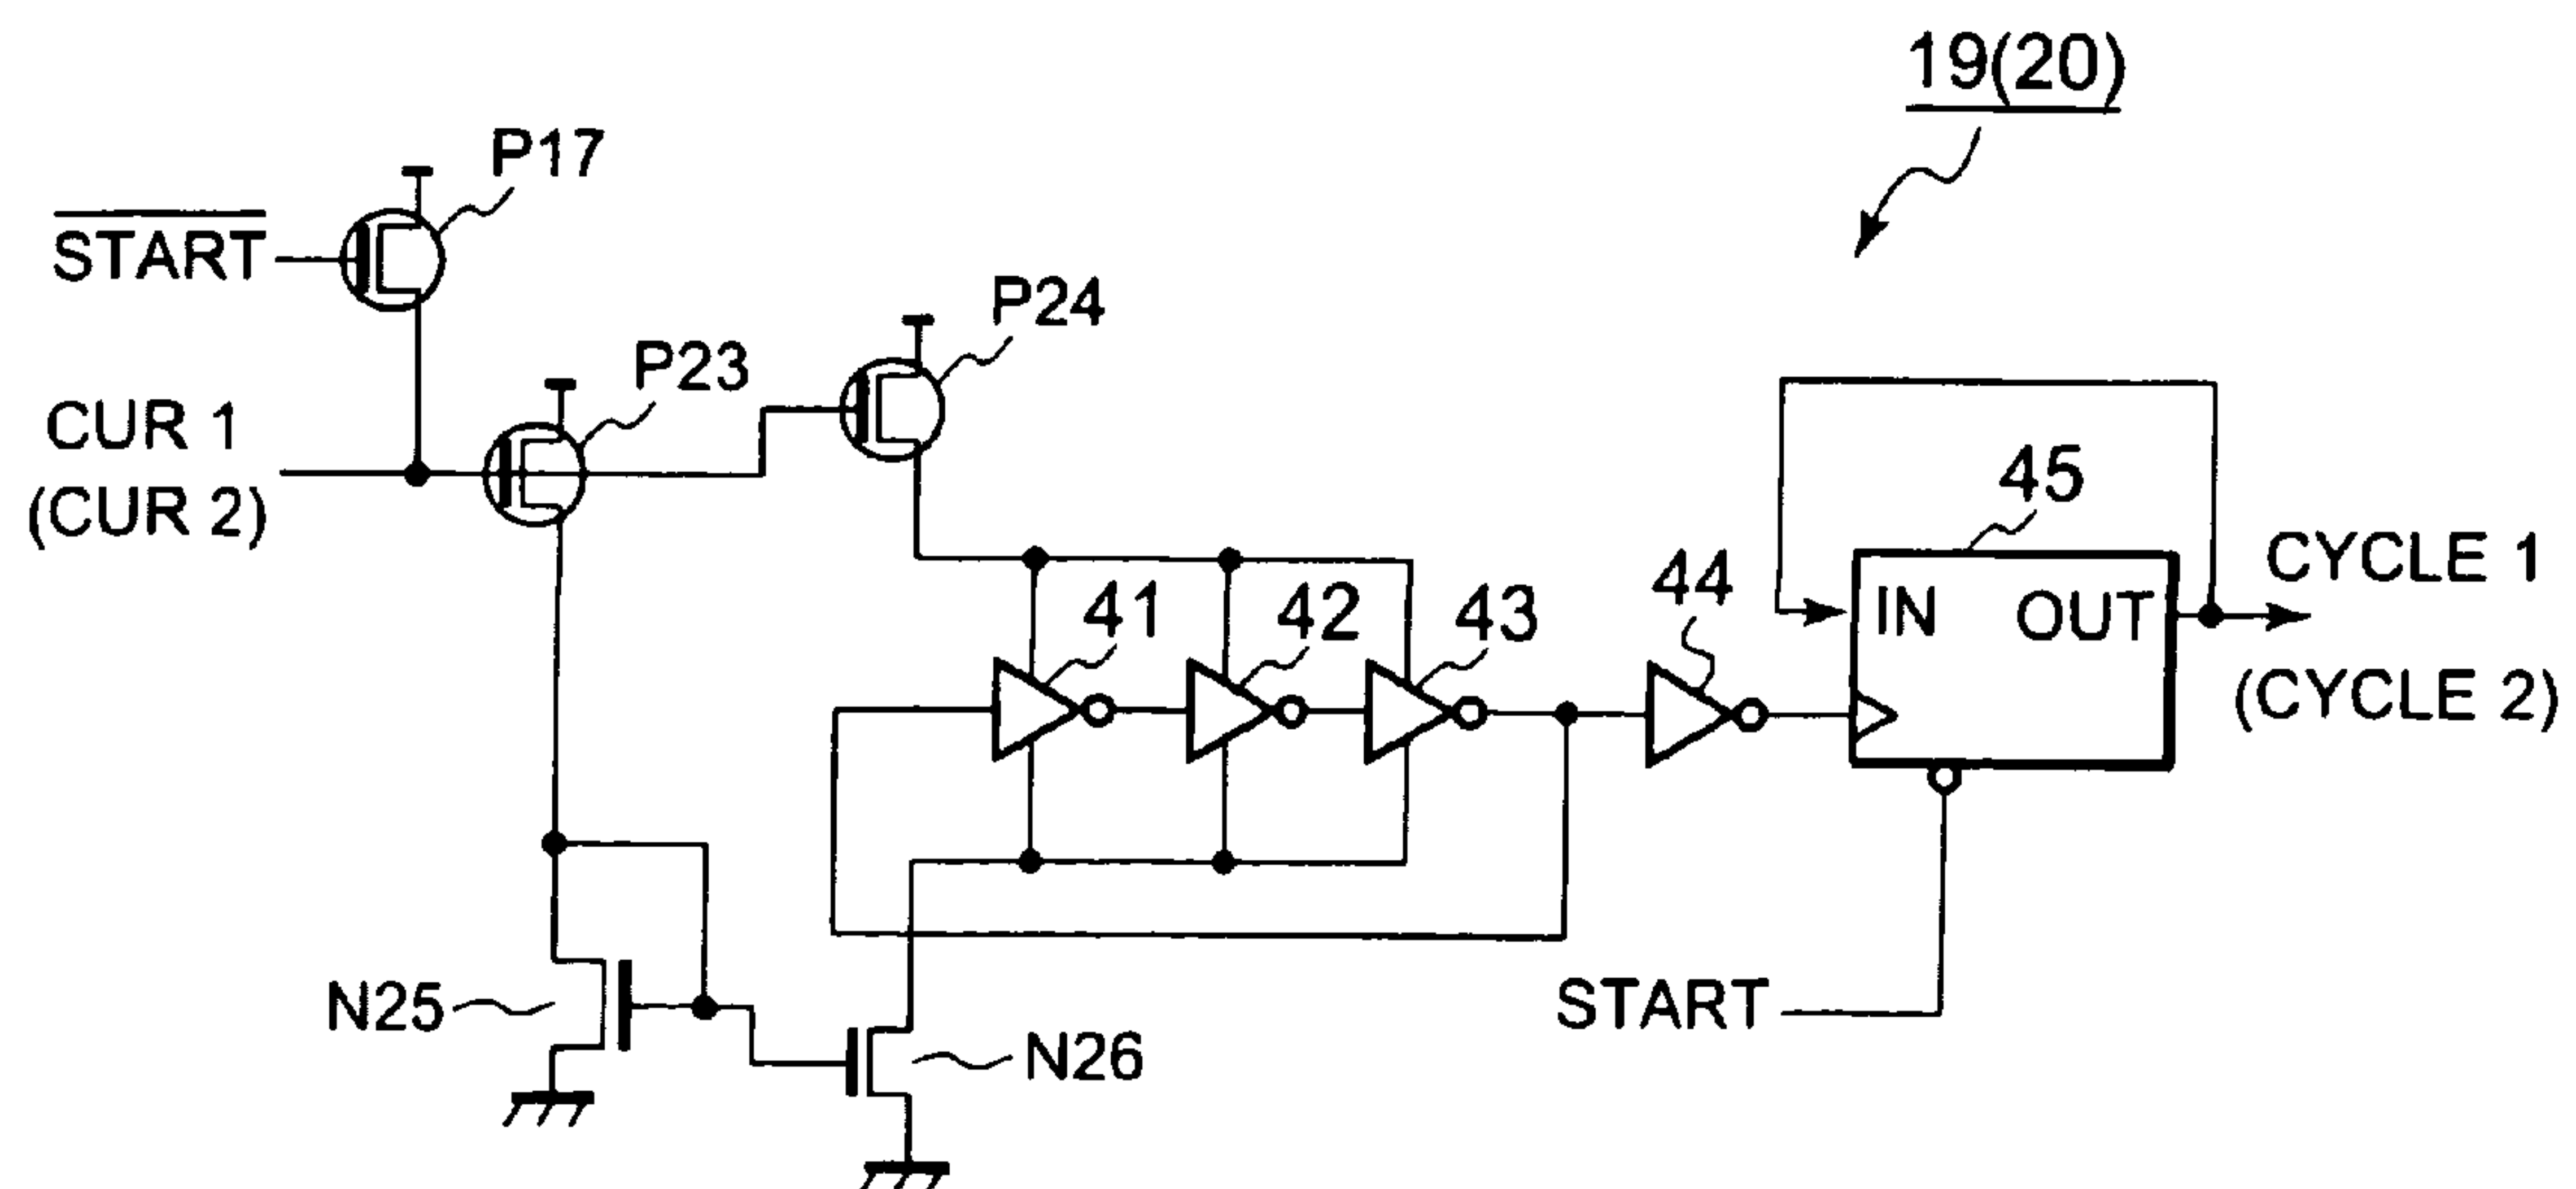 19(20)
P17
START
P24
P23
CUR 1
(CUR 2)
45
44
CYCLE 1
41
42
43
IN
OUT
(CYCLE 2)
N25
START
N26